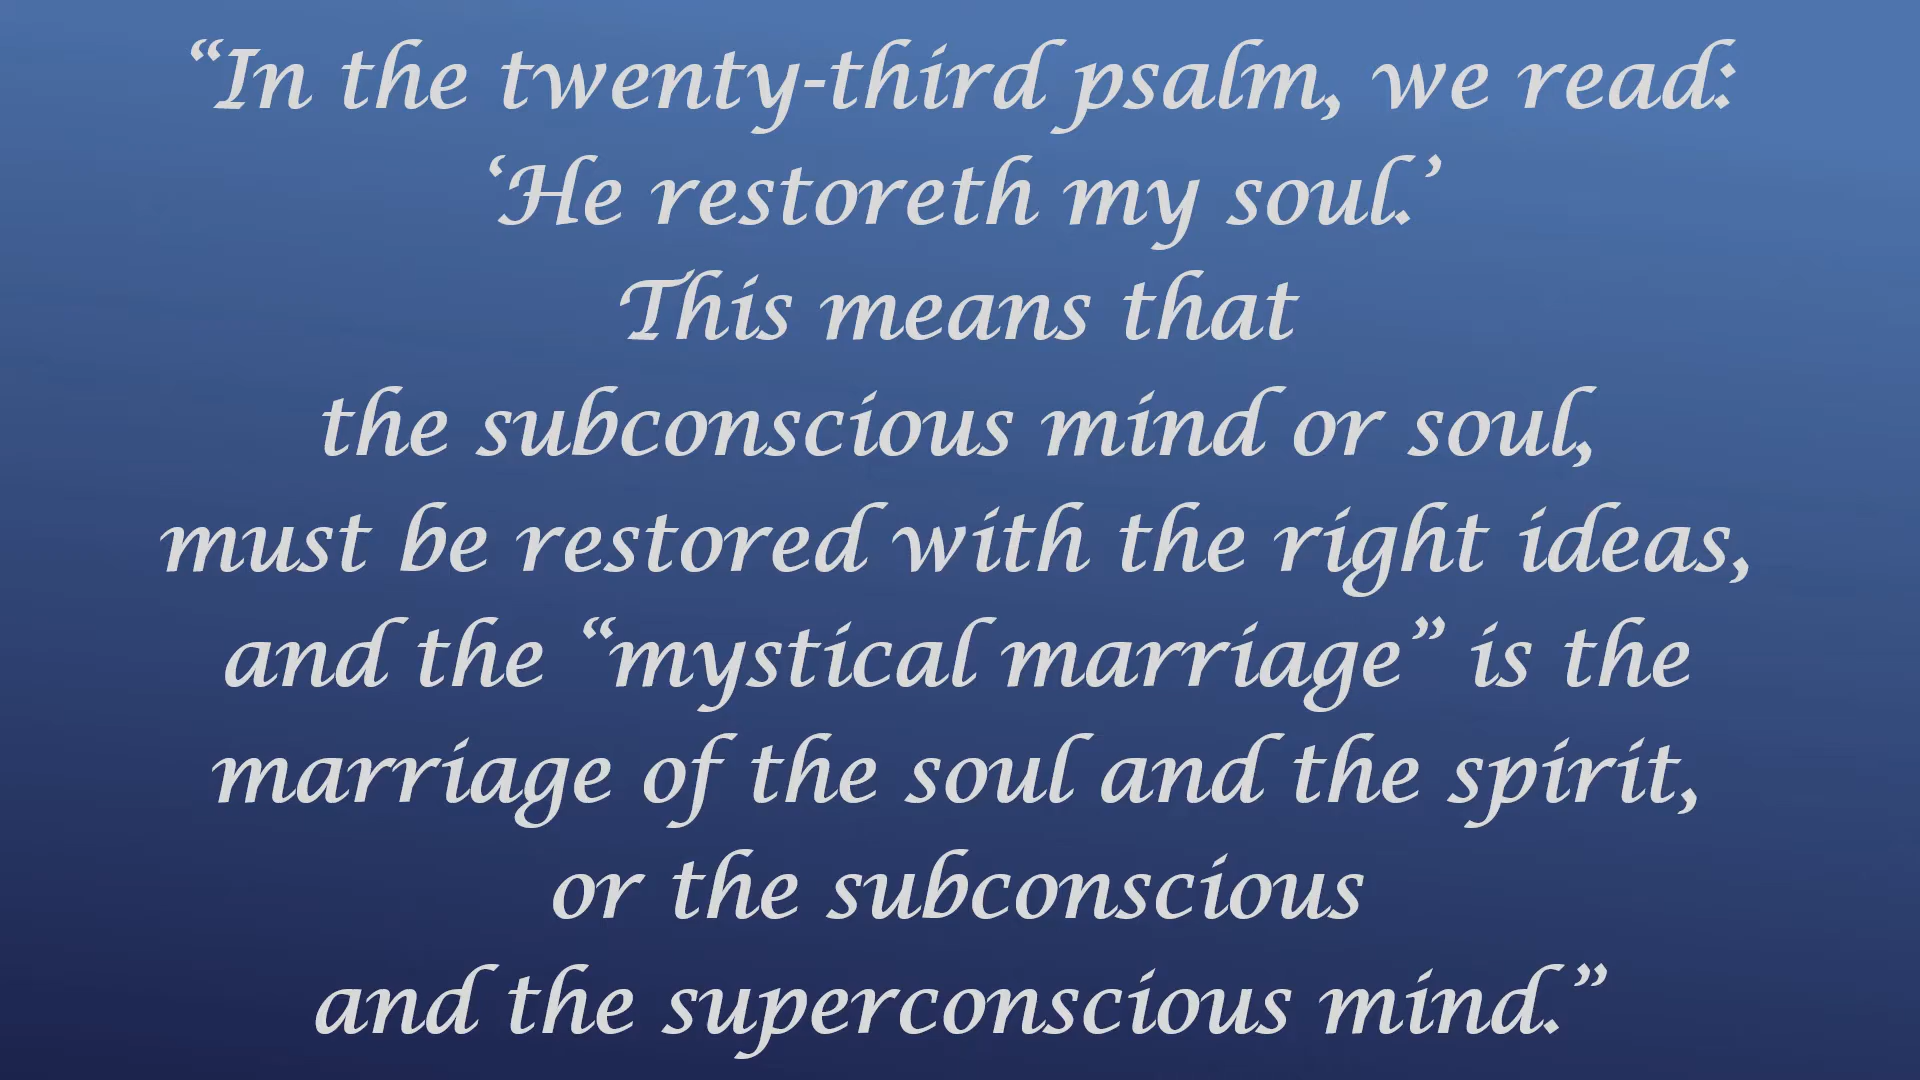 “In the twenty-third psalm, we read:
‘He restoreth my soul.’
This means that
the subconscious mind or soul,
must be restored with the right ideas,
and the “mystical marriage” is the
marriage of the soul and the spirit,
or the subconscious
and the superconscious mind.”